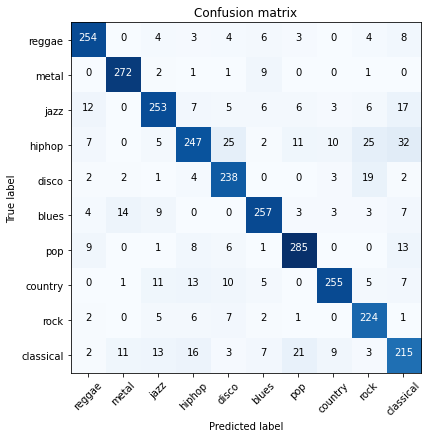 Confusion matrix
reggae 254 0 4 3 4 6 3 0 4 8
metal 0 272 2 1 1 9 0 0 1 0
jazz 12 0 253 7 5 6 6 3 6 17
hiphop 7 0 5 247 25 2 11 10 25 32
disco 2 2 1 4 238 0 0 3 19 2
blues 4 14 9 0 0 257 3 3 3 7
pop 9 0 1 8 6 1 285 0 0 13
country 0 1 11 13 10 5 0 255 5 7
rock 2 0 5 6 7 2 1 0 224 1
classical 2 11 13 16 3 7 21 9 3 215
reggae metal jazz hiphop disco blues pop country rock classical
True label
Predicted label